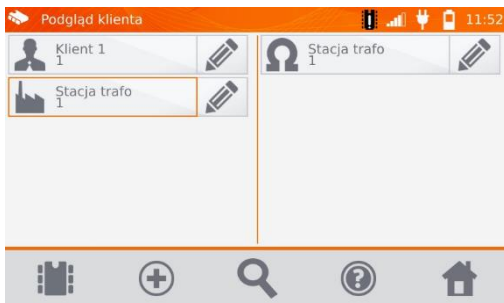 Podgląd klienta
11:52
Klient 1
1
Stacja trafo
1
Stacja trafo
1